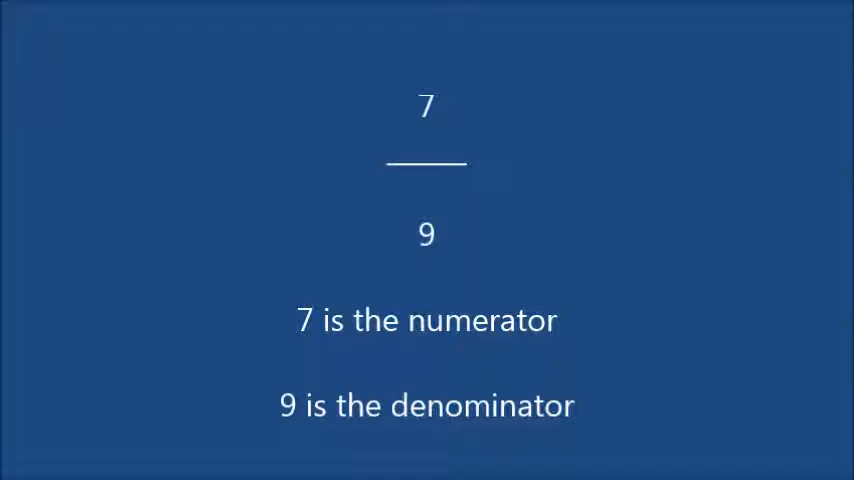 7
9
7 is the numerator
9 is the denominator